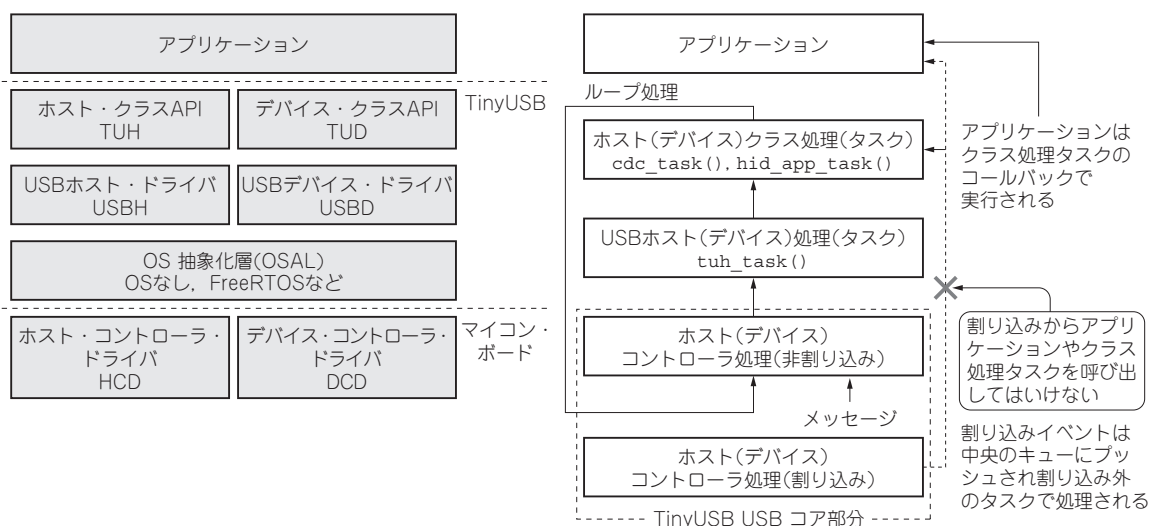 アプリケーション
TinyUSB
ホスト・クラスAPI
TUH
デバイス・クラスAPI
TUD
USBホスト・ドライバ
USBH
USBデバイス・ドライバ
USBD
OS 抽象化層(OSAL)
OSなし，FreeRTOSなど
マイコン・
ボード
ホスト・コントローラ・
ドライバ
HCD
デバイス・コントローラ・
ドライバ
DCD
アプリケーション
ループ処理
ホスト(デバイス)クラス処理(タスク)
cdc_task(), hid_app_task()
USBホスト(デバイス)処理(タスク)
tuh_task()
ホスト(デバイス)
コントローラ処理(非割り込み)
メッセージ
ホスト(デバイス)
コントローラ処理(割り込み)
TinyUSB USB コア部分
アプリケーションは
クラス処理タスクの
コールバックで
実行される
割り込みからアプリ
ケーションやクラス
処理タスクを呼び出
してはいけない
割り込みイベントは
中央のキューにプッ
シュされ割り込み外
のタスクで処理される